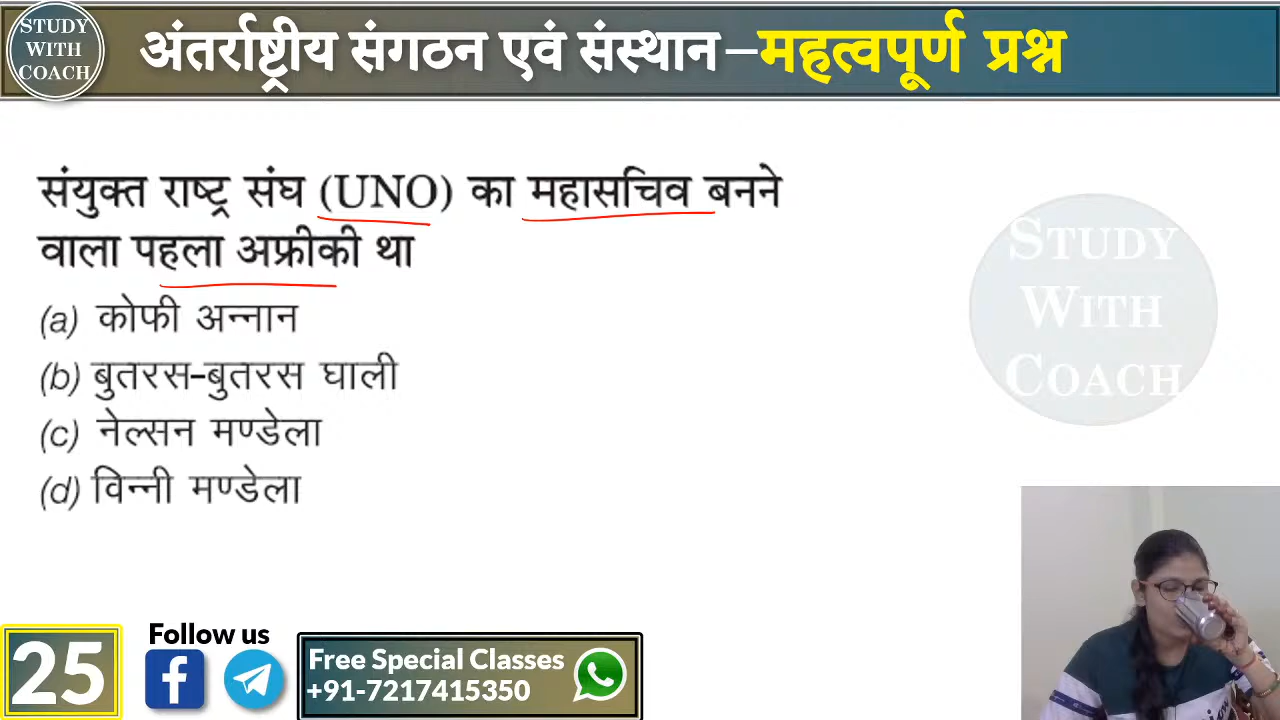 STUDY
WITH
COACH
अंतर्राष्ट्रीय संगठन एवं संस्थान–महत्वपूर्ण प्रश्न
संयुक्त राष्ट्र संघ (UNO) का महासचिव बनने
वाला पहला अफ्रीकी था
(a) कोफी अन्नान
(b) बुतरस-बुतरस घाली
(c) नेल्सन मण्डेला
(d) विन्नी मण्डेला
STUDY
WITH
COACH
25
Follow us
Free Special Classes
+91-7217415350